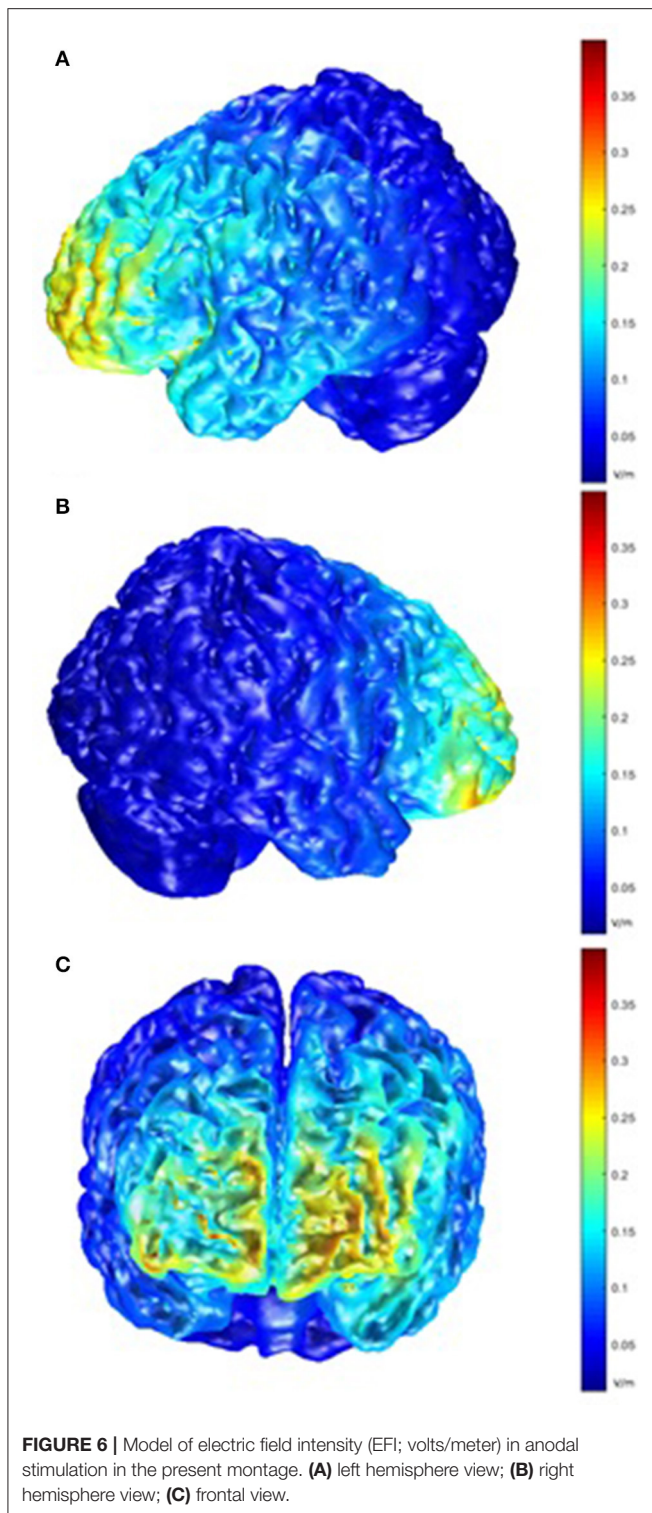 A
0.35
0.3
0.25
0.2
0.15
0.1
0.05
V/m
B
0.35
0.3
0.25
0.2
0.15
0.1
0.05
V/m
C
0.35
0.3
0.25
0.2
0.15
0.1
0.05
V/m
FIGURE 6 | Model of electric field intensity (EFI; volts/meter) in anodal
stimulation in the present montage. (A) left hemisphere view; (B) right
hemisphere view; (C) frontal view.